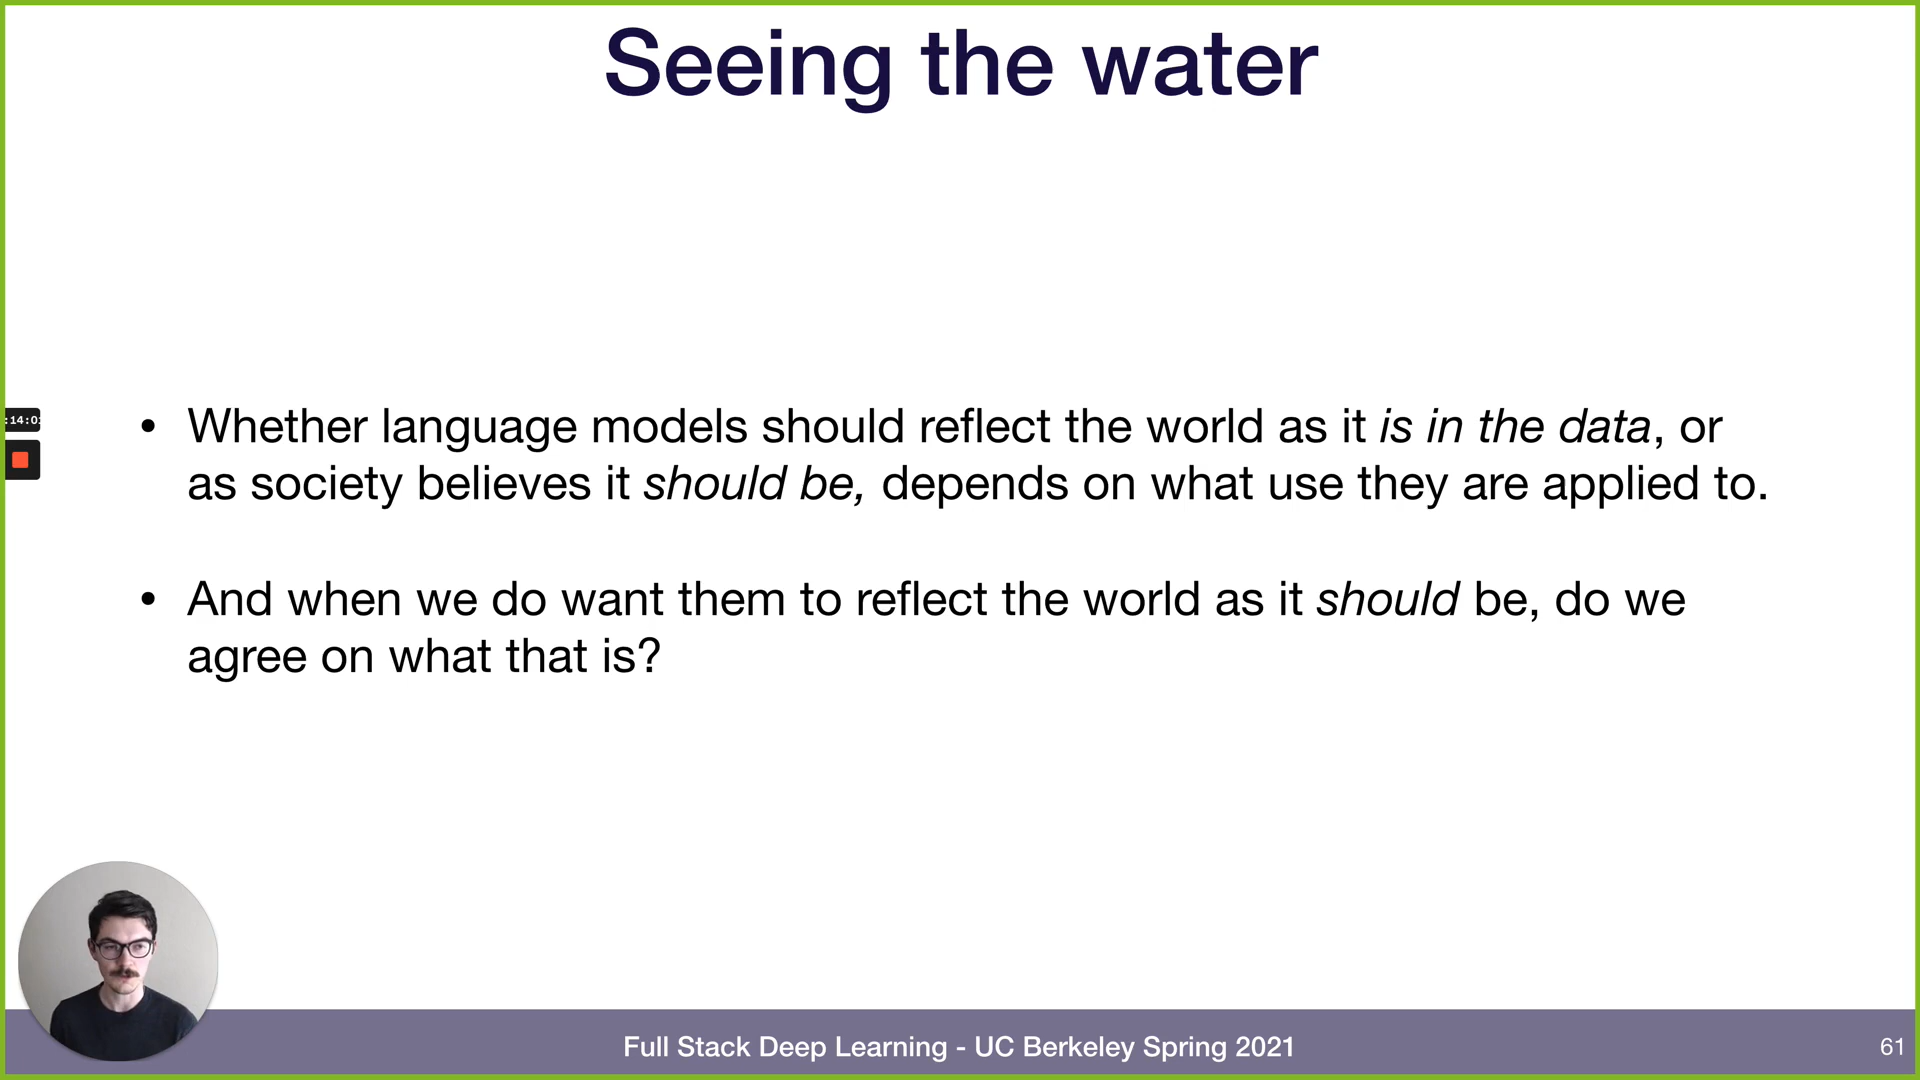 Seeing the water
• Whether language models should reflect the world as it is in the data, or
as society believes it should be, depends on what use they are applied to.
• And when we do want them to reflect the world as it should be, do we
agree on what that is?
Full Stack Deep Learning - UC Berkeley Spring 2021
61